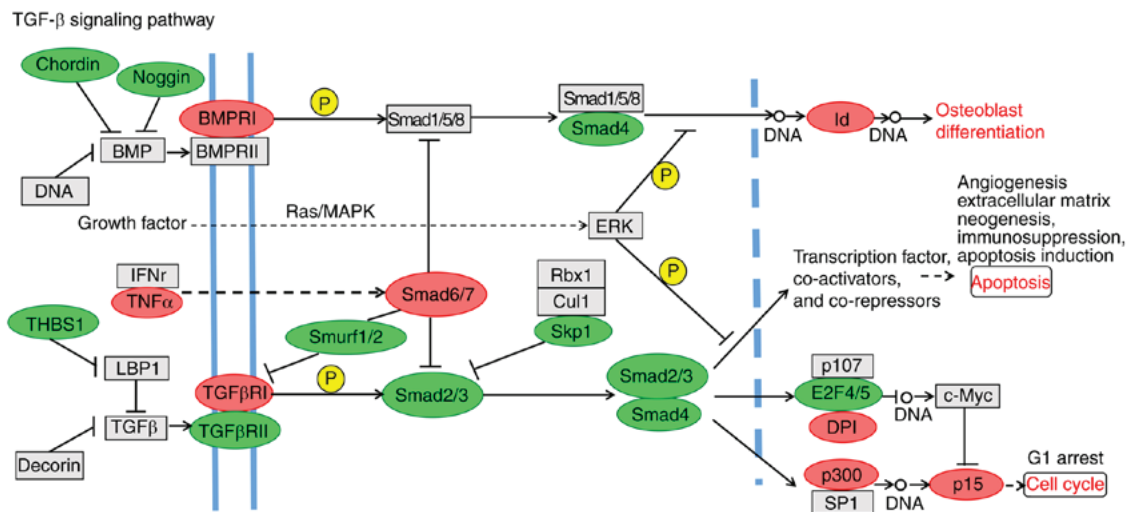 TGF-β signaling pathway
Chordin
Noggin
BMPRI
P
Smad1/5/8
Smad1/5/8
Smad4
DNA
Id
DNA
Osteoblast
differentiation
BMP
BMPRII
DNA
P
Growth factor
Ras/MAPK
ERK
Angiogenesis
extracellular matrix
neogenesis,
immunosuppression,
apoptosis induction
Apoptosis
P
Transcription factor,
co-activators,
and co-repressors
IFNr
TNFα
Smad6/7
Rbx1
Cul1
Skp1
THBS1
Smurf1/2
LBP1
TGFβRI
P
Smad2/3
Smad2/3
Smad4
p107
E2F4/5
DPI
DNA
c-Myc
TGFβ
TGFβRII
Decorin
p300
SP1
DNA
p15
G1 arrest
Cell cycle